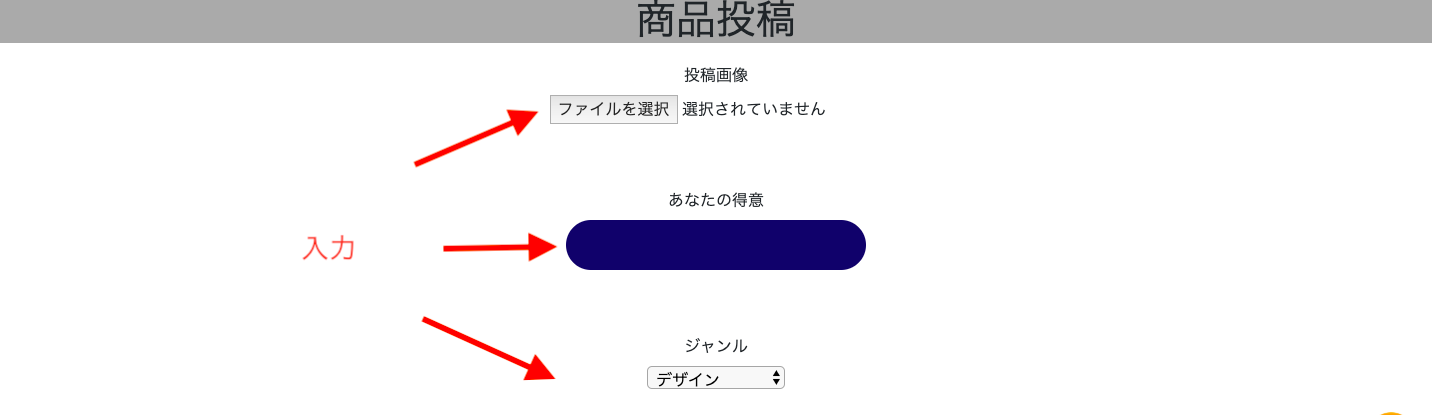 商品投稿
投稿画像
ファイルを選択 選択されていません
あなたの得意
入力
ジャンル
デザイン